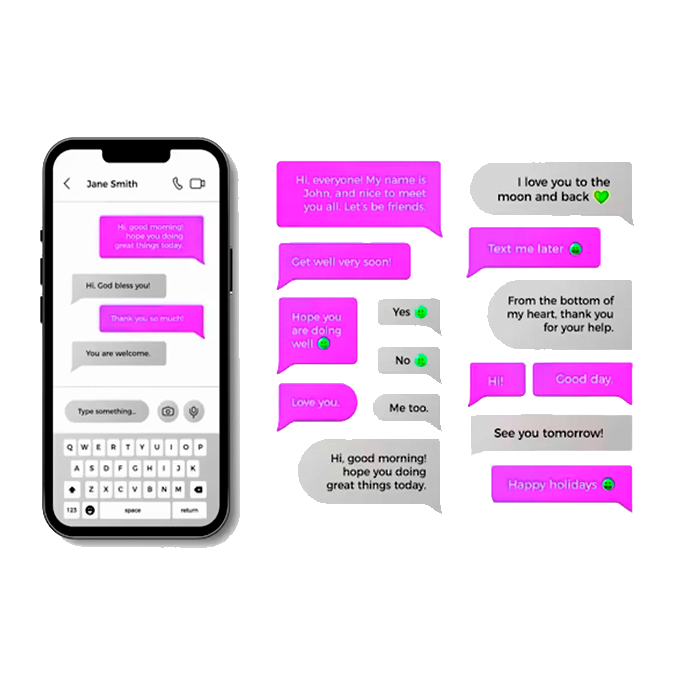 Jane Smith
Hi, good morning!
hope you doing
great things today.
Hi, God bless you!
Thank you so much!
You are welcome.
Type something...
Q W E R T Y U I O P
A S D F G H I J K
Z X C V B N M
123 space return
Hi, everyone! My name is
John, and nice to meet
you all. Let's be friends.
Get well very soon!
Hope you
are doing
well
Yes
No
Love you.
Me too.
Hi, good morning!
hope you doing
great things today.
I love you to the
moon and back
Text me later
From the bottom of
my heart, thank you
for your help.
Hi!
Good day.
See you tomorrow!
Happy holidays